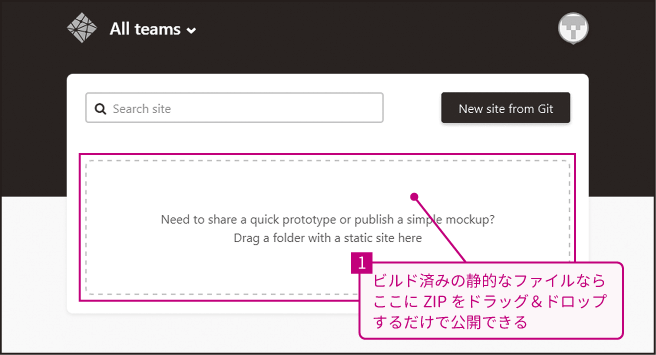 All teams
Search site
New site from Git
Need to share a quick prototype or publish a simple mockup?
Drag a folder with a static site here
1
ビルド済みの静的なファイルなら
ここに ZIP をドラッグ＆ドロップ
するだけで公開できる